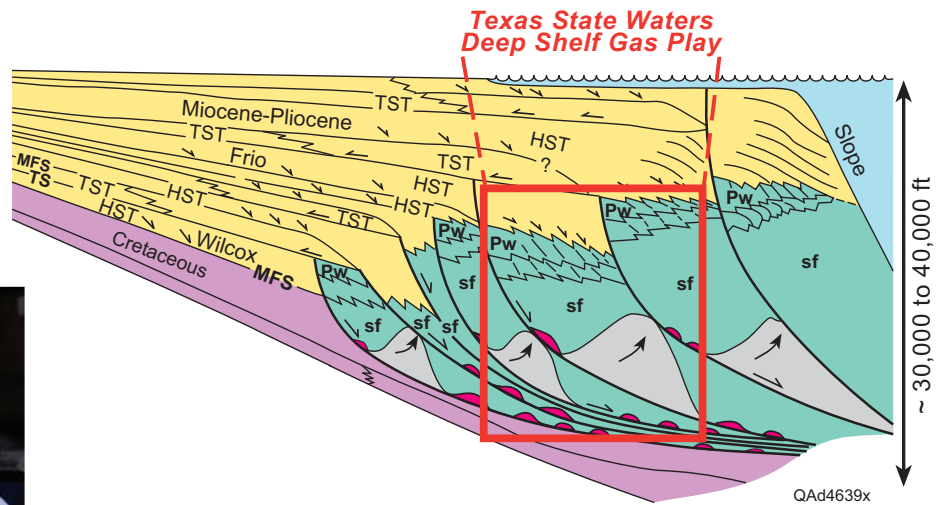 Texas State Waters
Deep Shelf Gas Play
TST
Miocene-Pliocene
TST
HST
?
Frio
TST
Slope
MFS
TS
TST
HST
HST
HST
TST
HST
Wilcox
MFS
Cretaceous
Pw
Pw
Pw
Pw
Pw
sf
sf
sf
sf
sf
sf
sf
~ 30,000 to 40,000 ft
QAd4639x